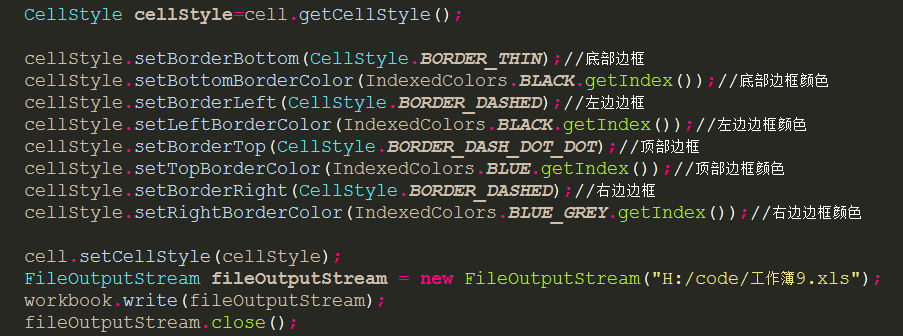 CellStyle cellStyle=cell.getCellStyle();
cellStyle.setBorderBottom(CellStyle.BORDER_THIN);//底部边框
cellStyle.setBottomBorderColor(IndexedColors.BLACK.getIndex());//底部边框颜色
cellStyle.setBorderLeft(CellStyle.BORDER_DASHED);//左边边框
cellStyle.setLeftBorderColor(IndexedColors.BLACK.getIndex());//左边边框颜色
cellStyle.setBorderTop(CellStyle.BORDER_DASH_DOT_DOT);//顶部边框
cellStyle.setTopBorderColor(IndexedColors.BLUE.getIndex());//顶部边框颜色
cellStyle.setBorderRight(CellStyle.BORDER_DASHED);//右边边框
cellStyle.setRightBorderColor(IndexedColors.BLUE_GREY.getIndex());//右边边框颜色
cell.setCellStyle(cellStyle);
FileOutputStream fileOutputStream = new FileOutputStream("H:/code/工作簿9.xls");
workbook.write(fileOutputStream);
fileOutputStream.close();